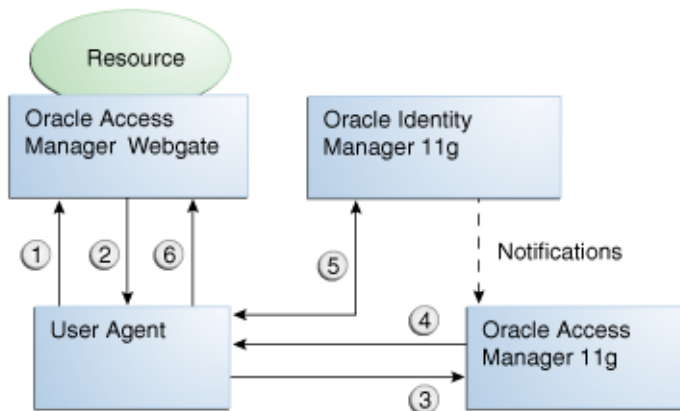 Resource
Oracle Access
Manager Webgate
Oracle Identity
Manager 11g
1
2
6
5
Notifications
User Agent
4
Oracle Access
Manager 11g
3